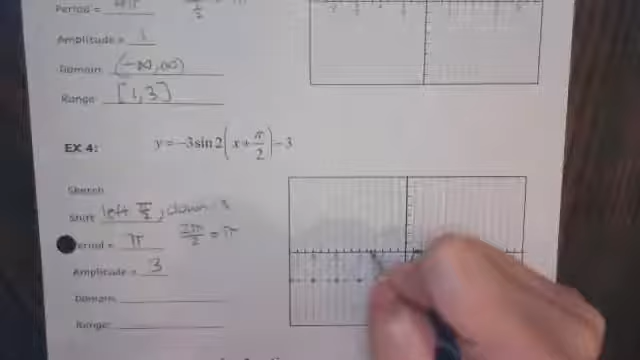 Period =
Amplitude = 1
Domain: (-∞,∞)
Range: [1,3]
EX 4: y = -3sin2(x + π/2) - 3
Sketch
Shift left π/2, down 3
eriod = π 2π/2 = π
Amplitude = 3
Domain:
Range: